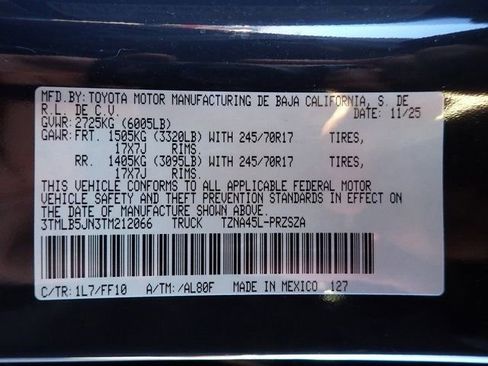 MFD.BY: TOYOTA MOTOR MANUFACTURING DE BAJA CALIFORNIA, S. DE
R.L. DE C.V. DATE: 11/25
GVWR: 2725KG (6005LB)
GAWR: FRT. 1505KG (3320LB) WITH 245/70R17 TIRES,
17X7J RIMS.
RR. 1405KG (3095LB) WITH 245/70R17 TIRES,
17X7J RIMS.
THIS VEHICLE CONFORMS TO ALL APPLICABLE FEDERAL MOTOR
VEHICLE SAFETY AND THEFT PREVENTION STANDARDS IN EFFECT ON
THE DATE OF MANUFACTURE SHOWN ABOVE.
3TMLB5JN3TM212066 TRUCK TZNA45L-PRZSZA
C/TR: 1L7/FF10 A/TM: /AL80F MADE IN MEXICO 127